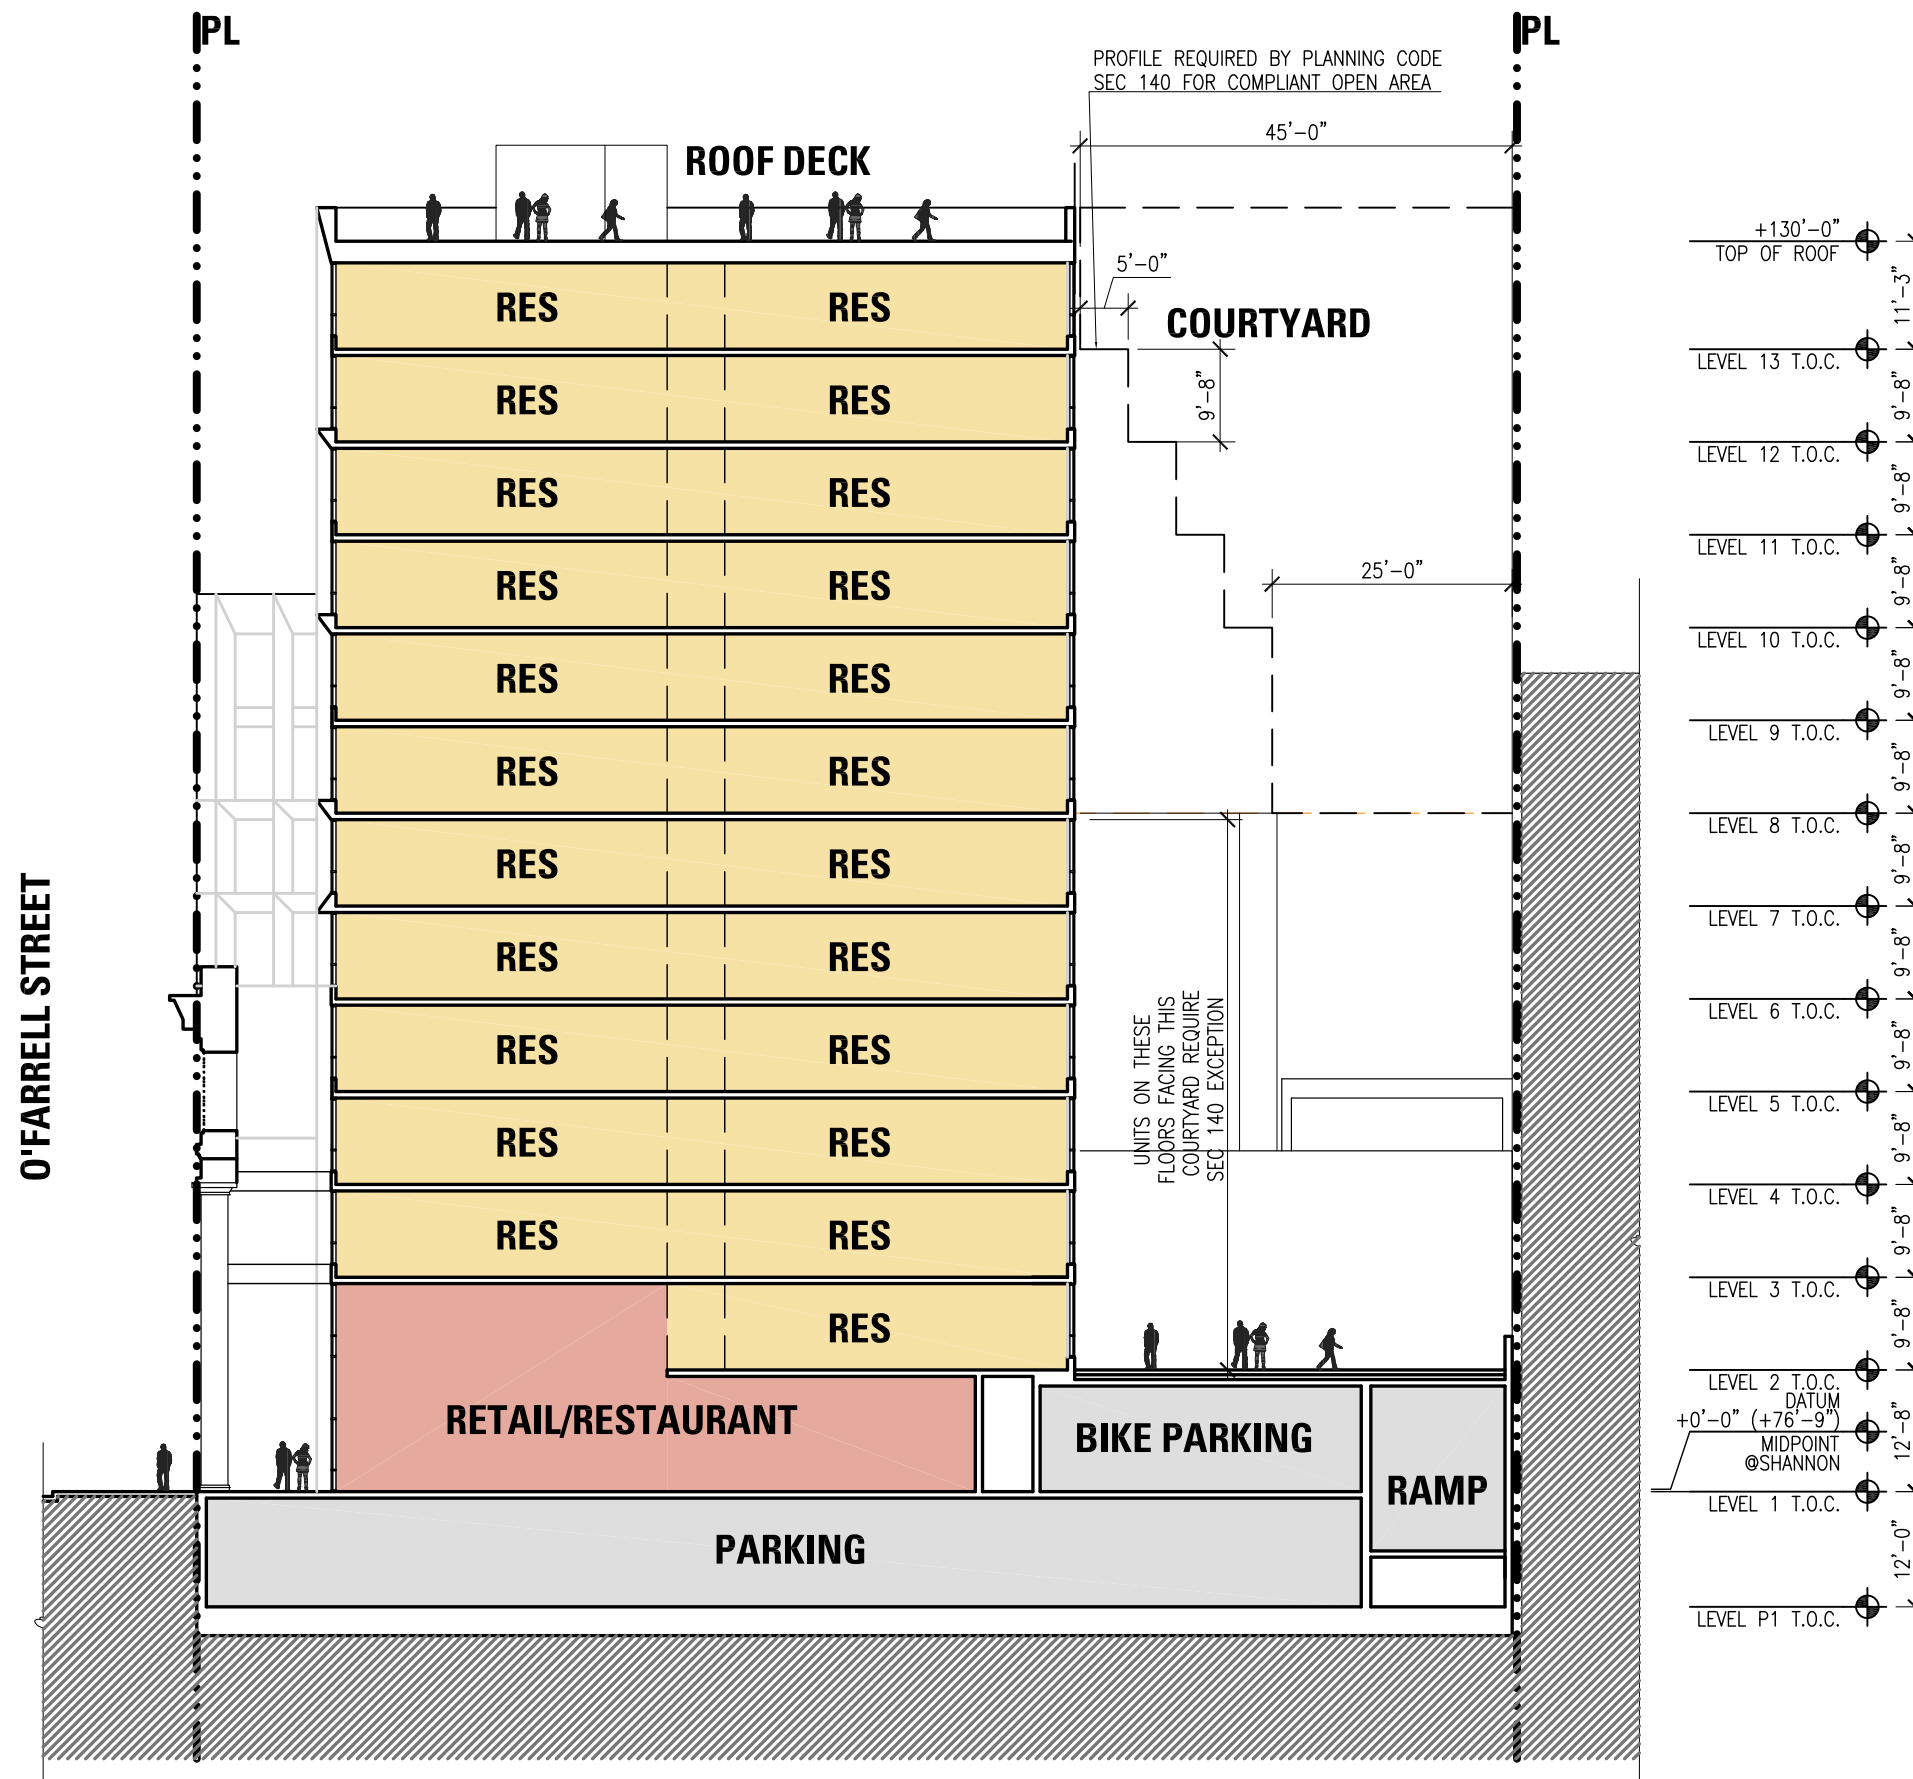 PL
PL
PROFILE REQUIRED BY PLANNING CODE
SEC 140 FOR COMPLIANT OPEN AREA
45'-0"
ROOF DECK
+130'-0"
TOP OF ROOF
5'-0"
11'-3"
RES
RES
COURTYARD
LEVEL 13 T.O.C.
9'-8"
9'-8"
RES
RES
LEVEL 12 T.O.C.
9'-8"
RES
RES
LEVEL 11 T.O.C.
25'-0"
9'-8"
RES
RES
LEVEL 10 T.O.C.
9'-8"
RES
RES
LEVEL 9 T.O.C.
9'-8"
RES
RES
LEVEL 8 T.O.C.
9'-8"
RES
RES
LEVEL 7 T.O.C.
9'-8"
RES
RES
LEVEL 6 T.O.C.
O'FARRELL STREET
UNITS ON THESE
FLOORS FACING THIS
COURTYARD REQUIRE
SEC 140 EXCEPTION
9'-8"
RES
RES
LEVEL 5 T.O.C.
9'-8"
RES
RES
LEVEL 4 T.O.C.
9'-8"
RES
RES
LEVEL 3 T.O.C.
9'-8"
RES
LEVEL 2 T.O.C.
DATUM
+0'-0" (+76'-9")
MIDPOINT
@SHANNON
12'-8"
RETAIL/RESTAURANT
BIKE PARKING
RAMP
LEVEL 1 T.O.C.
12'-0"
PARKING
LEVEL P1 T.O.C.